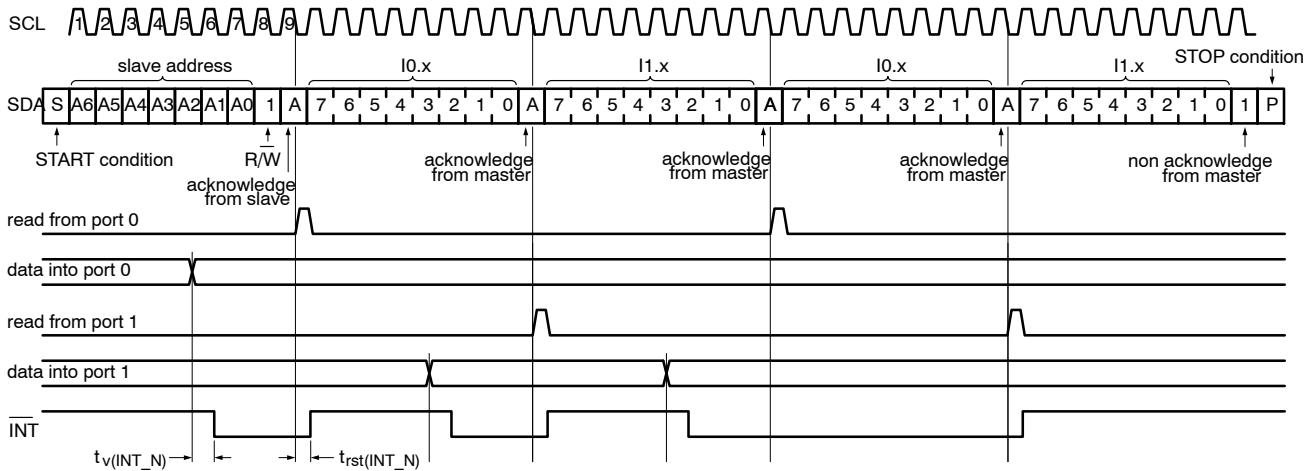 SCL 1 2 3 4 5 6 7 8 9
STOP condition
slave address I0.x I1.x I0.x I1.x
SDA S A6 A5 A4 A3 A2 A1 A0 1 A 7 6 5 4 3 2 1 0 A 7 6 5 4 3 2 1 0 A 7 6 5 4 3 2 1 0 A 7 6 5 4 3 2 1 0 1 P
START condition
R/W̅
acknowledge
from slave
acknowledge
from master
acknowledge
from master
acknowledge
from master
non acknowledge
from master
read from port 0
data into port 0
read from port 1
data into port 1
I̅N̅T̅
tv(INT_N) trst(INT_N)